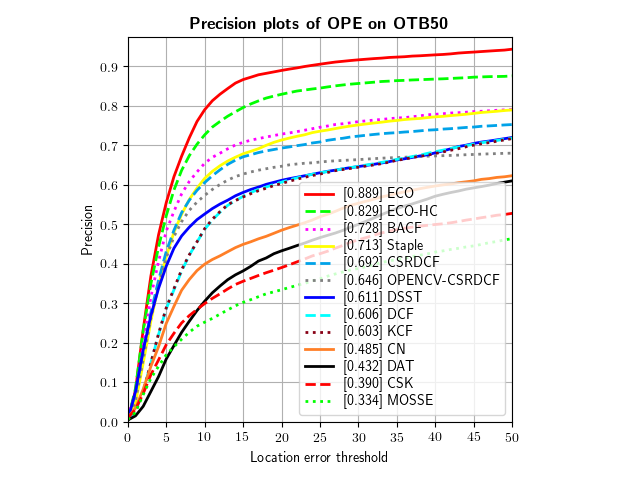 Precision plots of OPE on OTB50
Precision
0.9
0.8
0.7
0.6
0.5
0.4
0.3
0.2
0.1
0.0
[0.889] ECO
[0.829] ECO-HC
[0.728] BACF
[0.713] Staple
[0.692] CSRDCF
[0.646] OPENCV-CSRDCF
[0.611] DSST
[0.606] DCF
[0.603] KCF
[0.485] CN
[0.432] DAT
[0.390] CSK
[0.334] MOSSE
0 5 10 15 20 25 30 35 40 45 50
Location error threshold